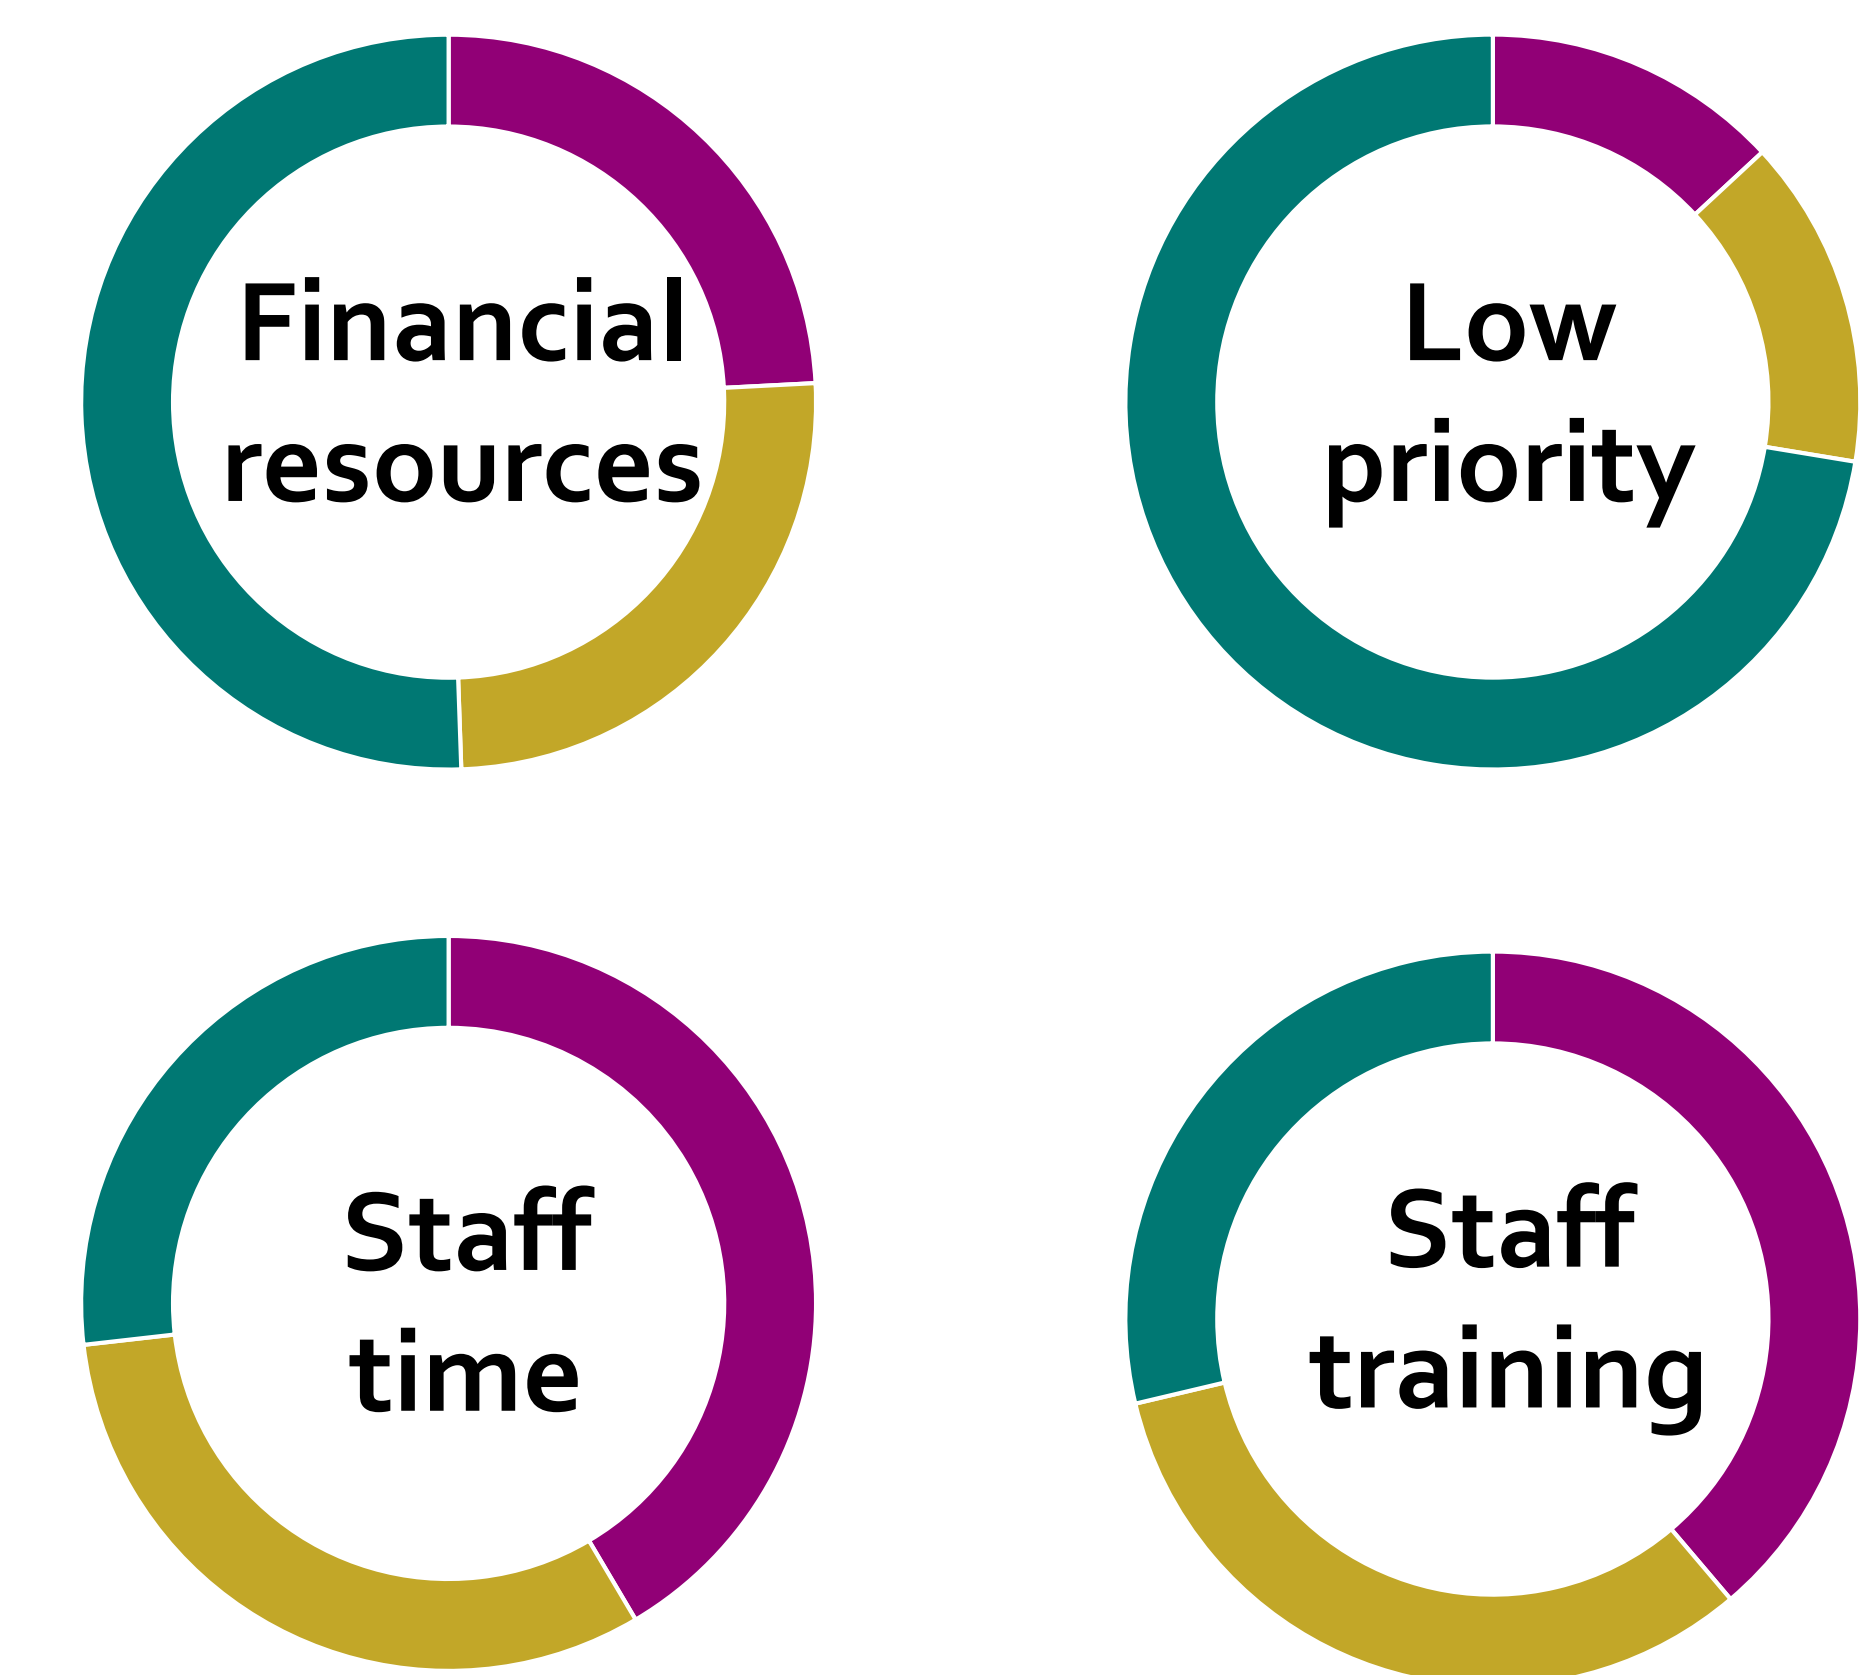 Financial
resources
Low
priority
Staff
time
Staff
training